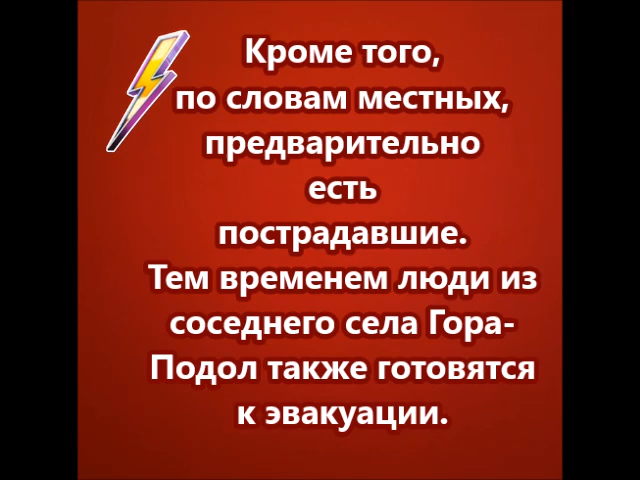 Кроме того,
по словам местных,
предварительно
есть
пострадавшие.
Тем временем люди из
соседнего села Гора-
Подол также готовятся
к эвакуации.